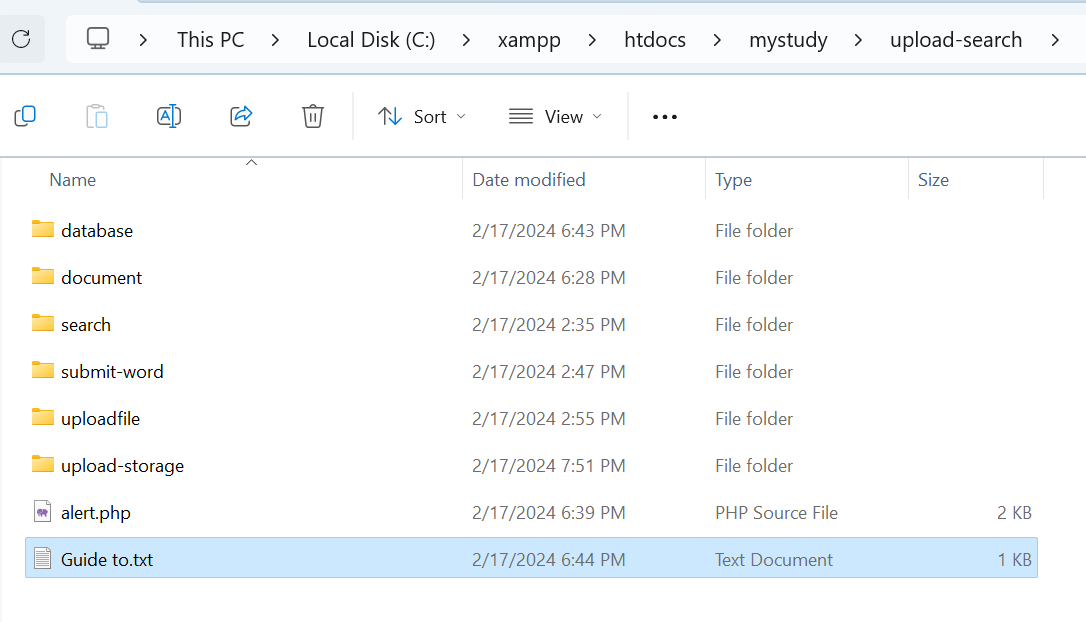 This PC Local Disk (C:) xampp htdocs mystudy upload-search
Sort View
Name Date modified Type Size
database 2/17/2024 6:43 PM File folder
document 2/17/2024 6:28 PM File folder
search 2/17/2024 2:35 PM File folder
submit-word 2/17/2024 2:47 PM File folder
uploadfile 2/17/2024 2:55 PM File folder
upload-storage 2/17/2024 7:51 PM File folder
alert.php 2/17/2024 6:39 PM PHP Source File 2 KB
Guide to.txt 2/17/2024 6:44 PM Text Document 1 KB